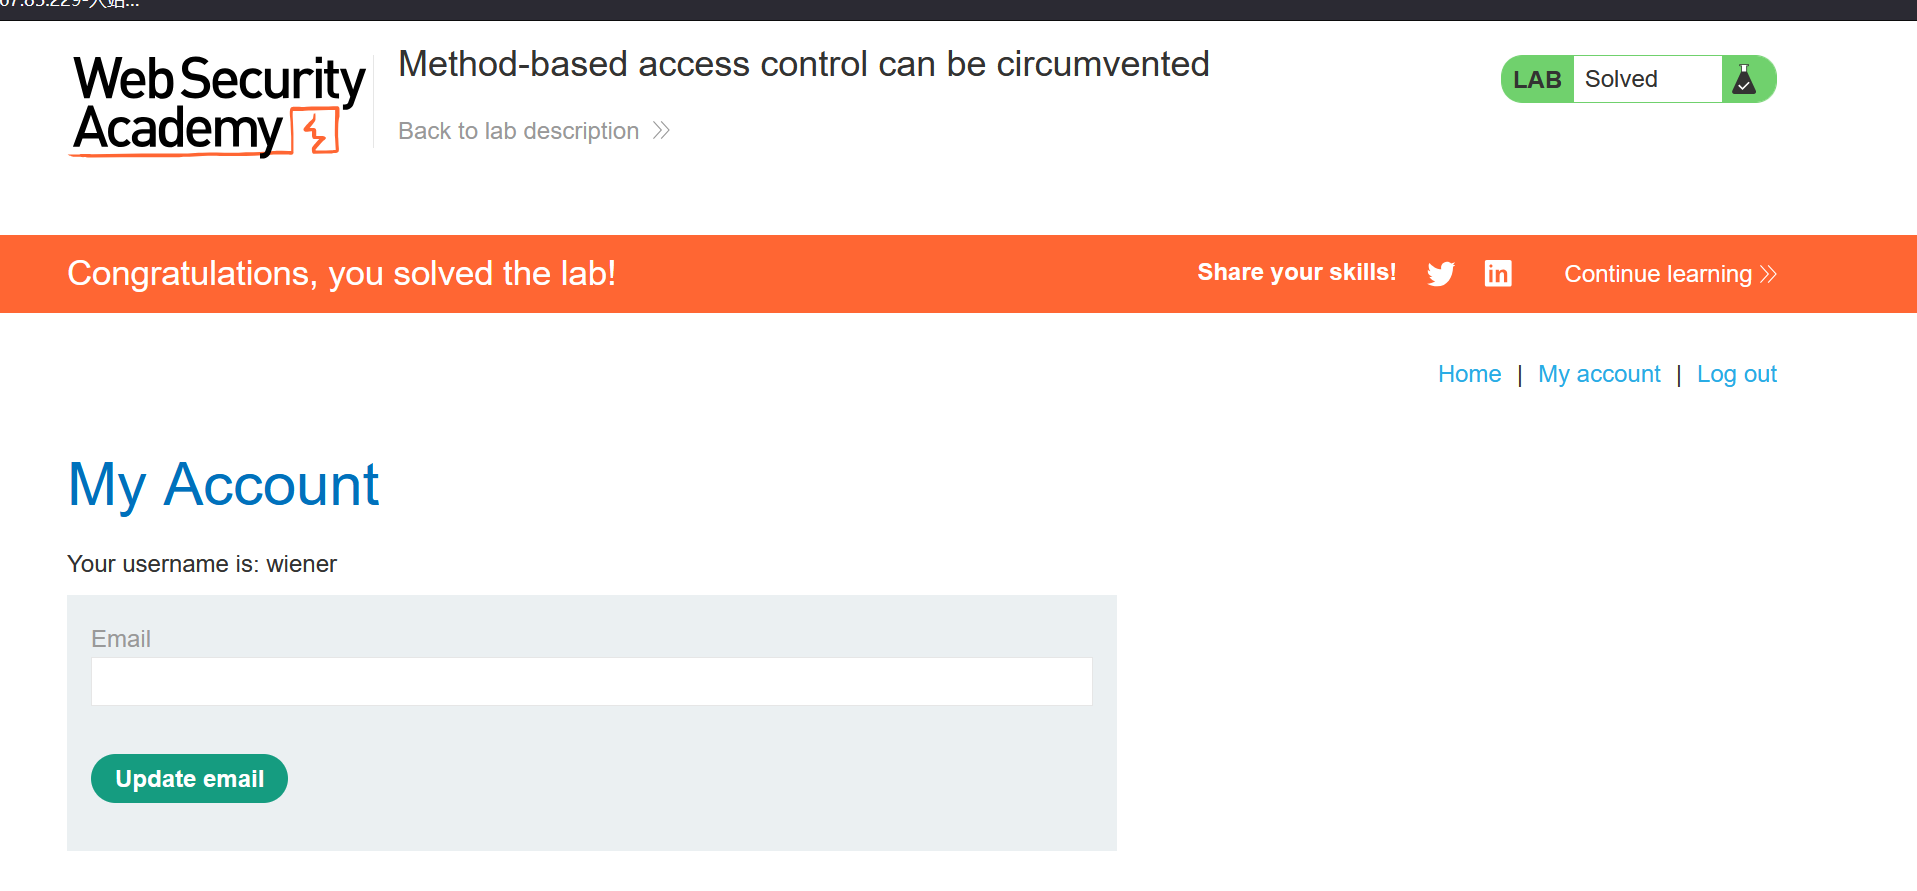 Web Security
Academy
Method-based access control can be circumvented
Back to lab description
LAB Solved
Congratulations, you solved the lab!
Share your skills!
Continue learning
Home | My account | Log out
My Account
Your username is: wiener
Email
Update email